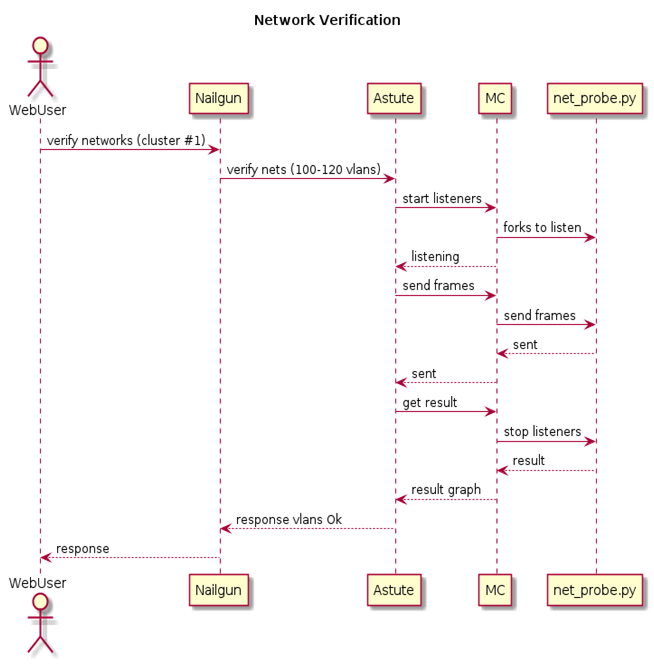 Network Verification
WebUser
Nailgun
Astute
MC
net_probe.py
verify networks (cluster #1)
verify nets (100-120 vlans)
start listeners
forks to listen
listening
send frames
send frames
sent
sent
get result
stop listeners
result
result graph
response vlans Ok
response
WebUser
Nailgun
Astute
MC
net_probe.py